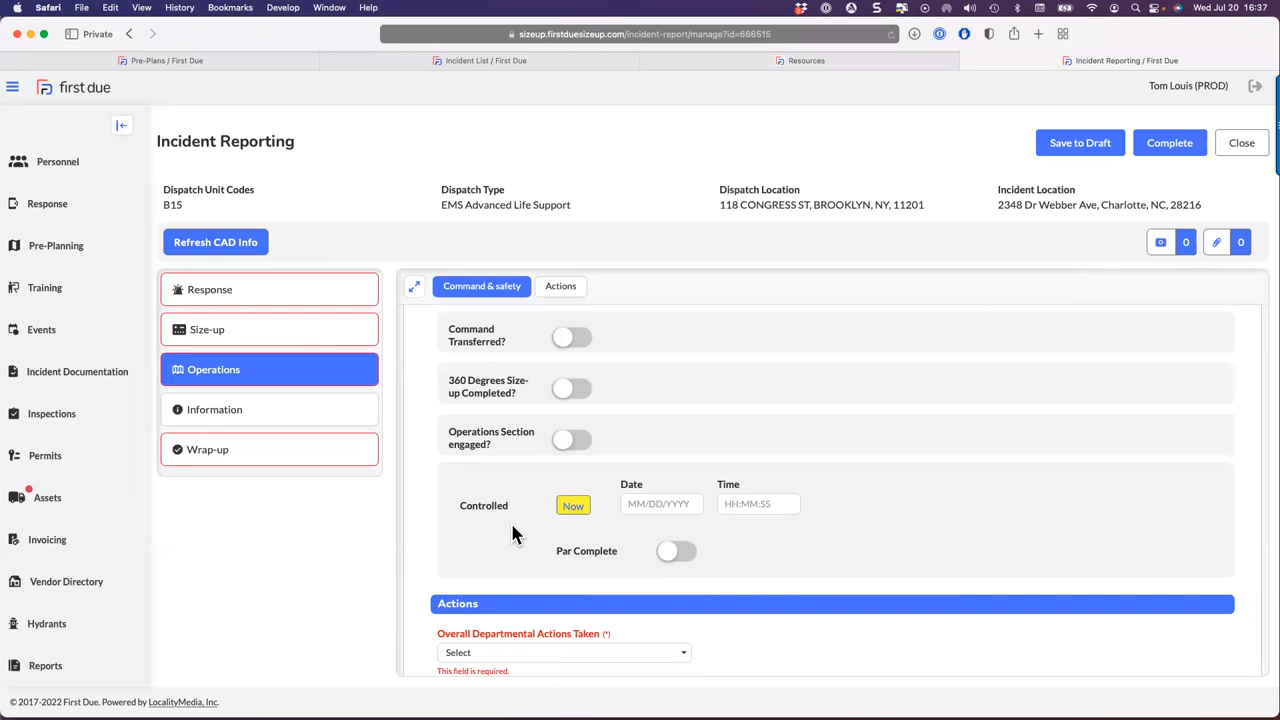 Safari File Edit View History Bookmarks Develop Window Help Wed Jul 20 16:37
Private sizeup.firstduesizeup.com/incident-report/manage?id=666515
Pre-Plans / First Due Incident List / First Due Resources Incident Reporting / First Due
first due Tom Louis (PROD)
Personnel
Response
Pre-Planning
Training
Events
Incident Documentation
Inspections
Permits
Assets
Invoicing
Vendor Directory
Hydrants
Reports
Incident Reporting
Save to Draft Complete Close
Dispatch Unit Codes Dispatch Type Dispatch Location Incident Location
B15 EMS Advanced Life Support 118 CONGRESS ST, BROOKLYN, NY, 11201 2348 Dr Webber Ave, Charlotte, NC, 28216
Refresh CAD Info 0 0
Response
Size-up
Operations
Information
Wrap-up
Command & safety Actions
Command
Transferred?
360 Degrees Size-
up Completed?
Operations Section
engaged?
Date Time
Controlled Now MM/DD/YYYY HH:MM:SS
Par Complete
Actions
Overall Departmental Actions Taken (*)
Select
This field is required.
© 2017-2022 First Due. Powered by LocalityMedia, Inc.